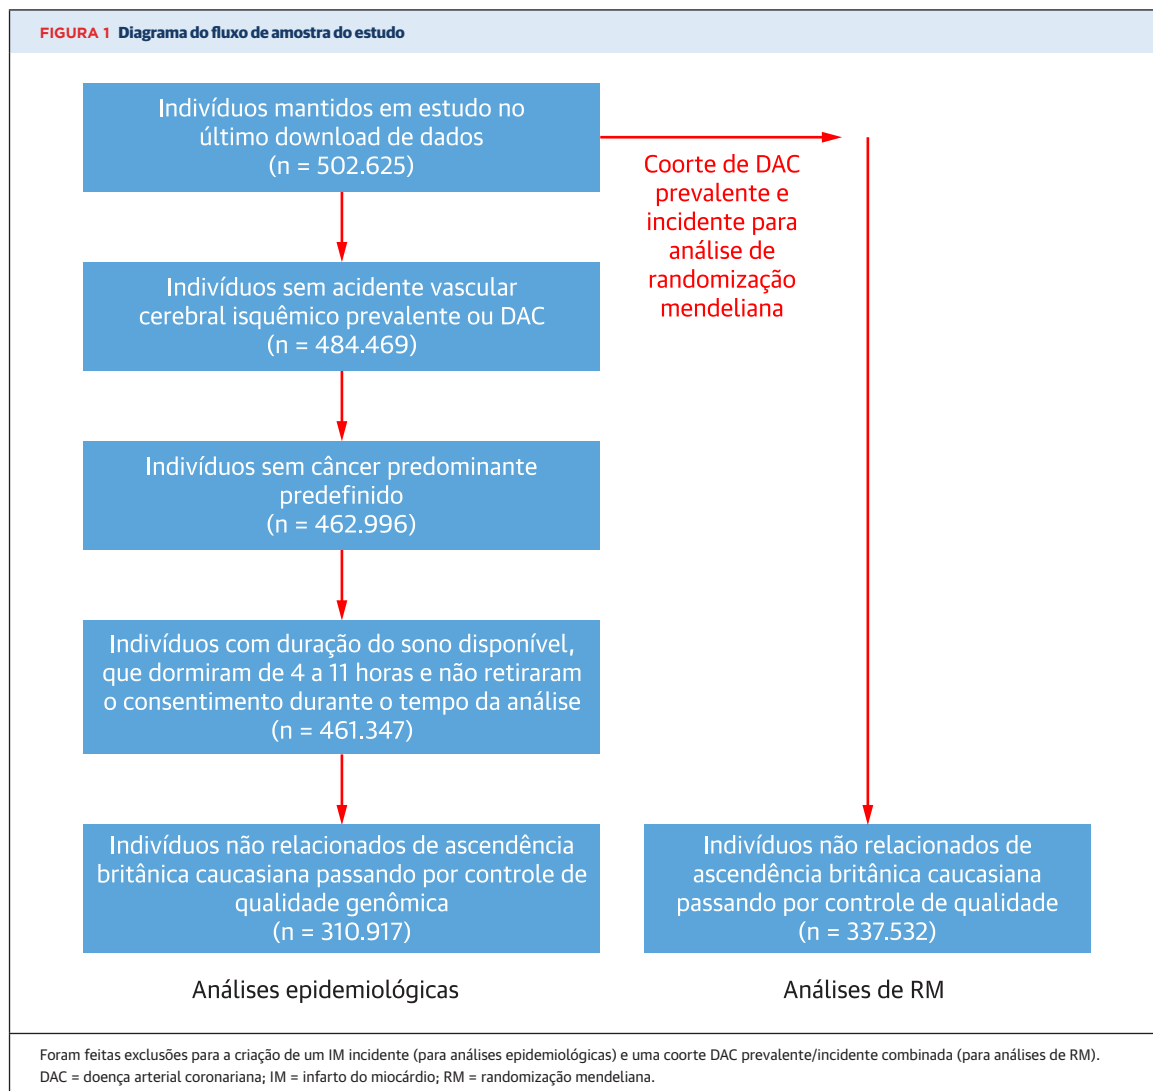 FIGURA 1 Diagrama do fluxo de amostra do estudo
Indivíduos mantidos em estudo no
último download de dados
(n = 502.625)
Coorte de DAC
prevalente e
incidente para
análise de
randomização
mendeliana
Indivíduos sem acidente vascular
cerebral isquêmico prevalente ou DAC
(n = 484.469)
Indivíduos sem câncer predominante
predefinido
(n = 462.996)
Indivíduos com duração do sono disponível,
que dormiram de 4 a 11 horas e não retiraram
o consentimento durante o tempo da análise
(n = 461.347)
Indivíduos não relacionados de ascendência
britânica caucasiana passando por controle de
qualidade genômica
(n = 310.917)
Indivíduos não relacionados de
ascendência britânica caucasiana
passando por controle de qualidade
(n = 337.532)
Análises epidemiológicas
Análises de RM
Foram feitas exclusões para a criação de um IM incidente (para análises epidemiológicas) e uma coorte DAC prevalente/incidente combinada (para análises de RM).
DAC = doença arterial coronariana; IM = infarto do miocárdio; RM = randomização mendeliana.